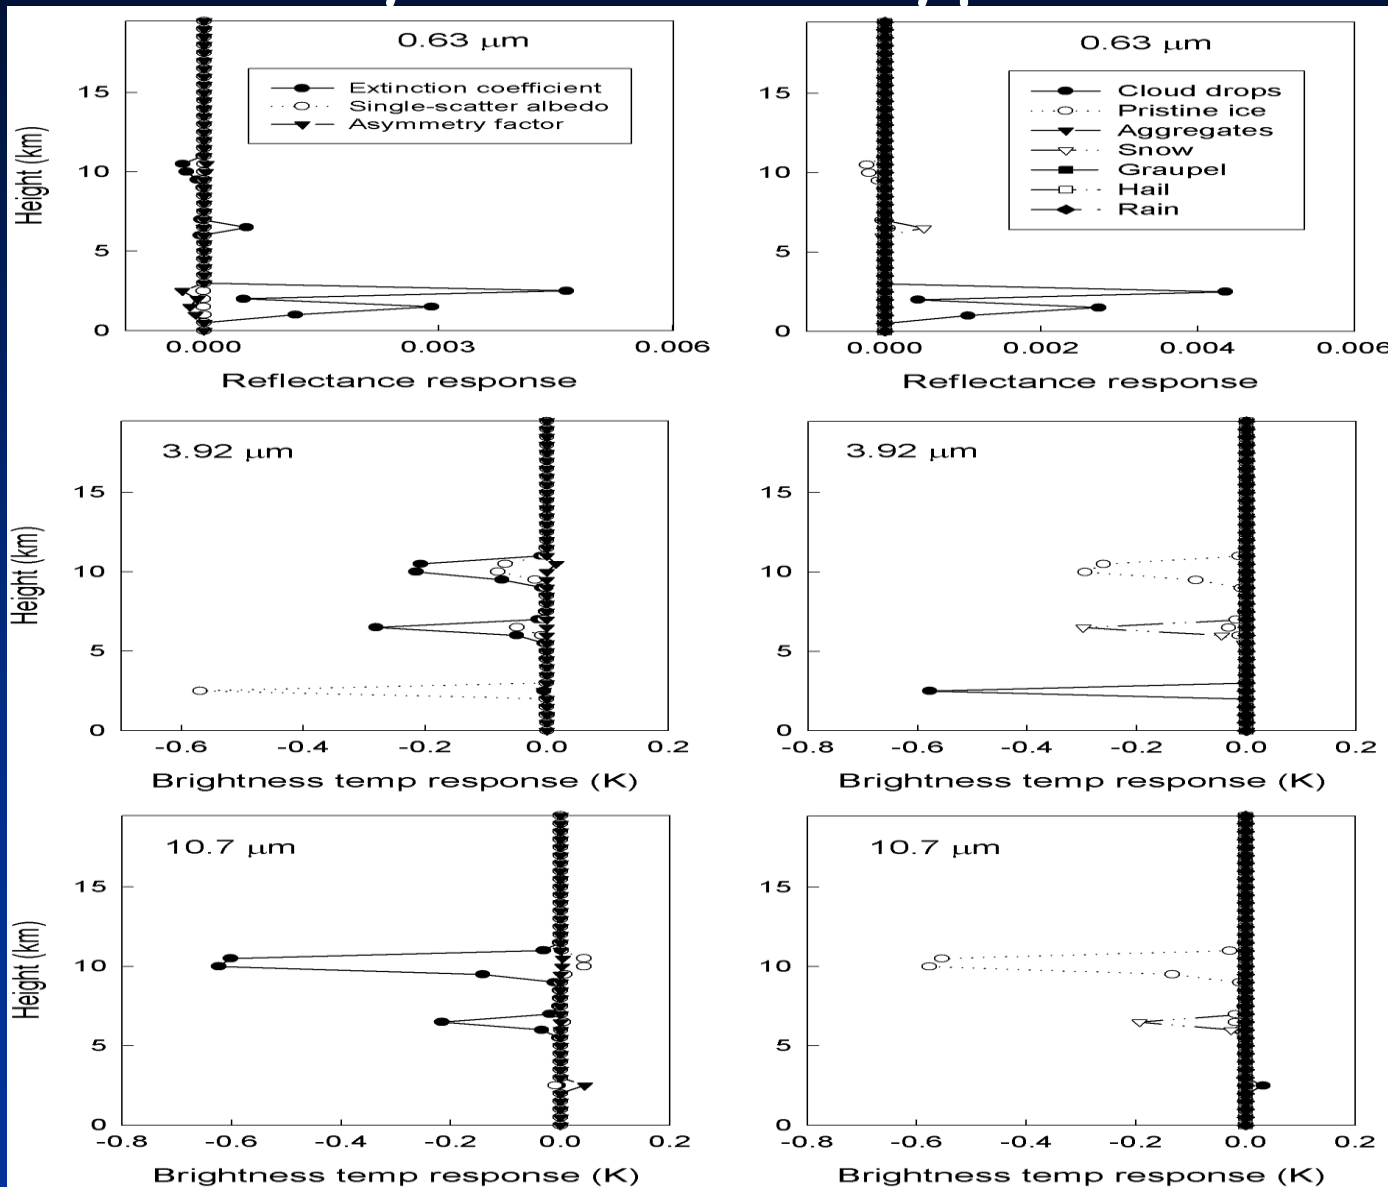 0.63 μm
0.63 μm
Extinction coefficient
Single-scatter albedo
Asymmetry factor
Cloud drops
Pristine ice
Aggregates
Snow
Graupel
Hail
Rain
Height (km)
15
10
5
0
15
10
5
0
0.000 0.003 0.006
0.000 0.002 0.004 0.006
Reflectance response
Reflectance response
3.92 μm
3.92 μm
Height (km)
15
10
5
0
15
10
5
0
-0.6 -0.4 -0.2 0.0 0.2
-0.8 -0.6 -0.4 -0.2 0.0 0.2
Brightness temp response (K)
Brightness temp response (K)
10.7 μm
10.7 μm
Height (km)
15
10
5
0
15
10
5
0
-0.8 -0.6 -0.4 -0.2 0.0 0.2
-0.8 -0.6 -0.4 -0.2 0.0 0.2
Brightness temp response (K)
Brightness temp response (K)